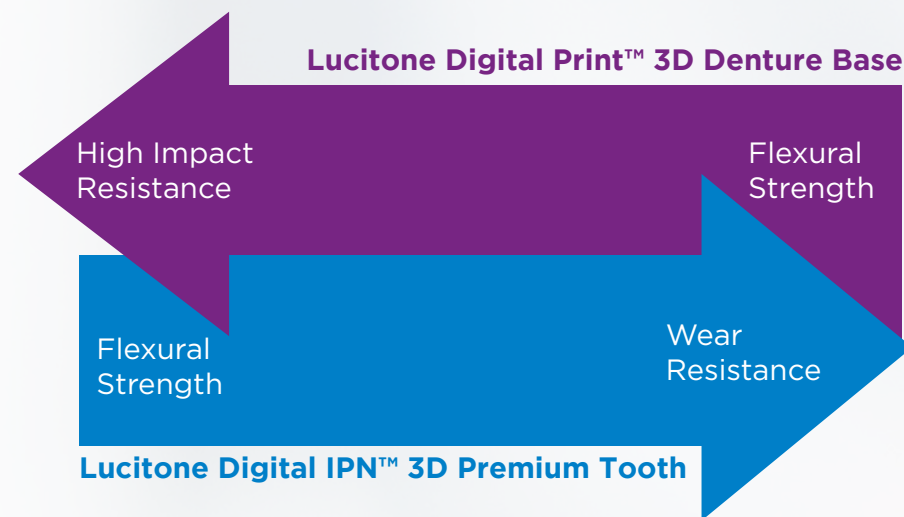 Lucitone Digital Print™ 3D Denture Base
High Impact
Resistance
Flexural
Strength
Flexural
Strength
Wear
Resistance
Lucitone Digital IPN™ 3D Premium Tooth